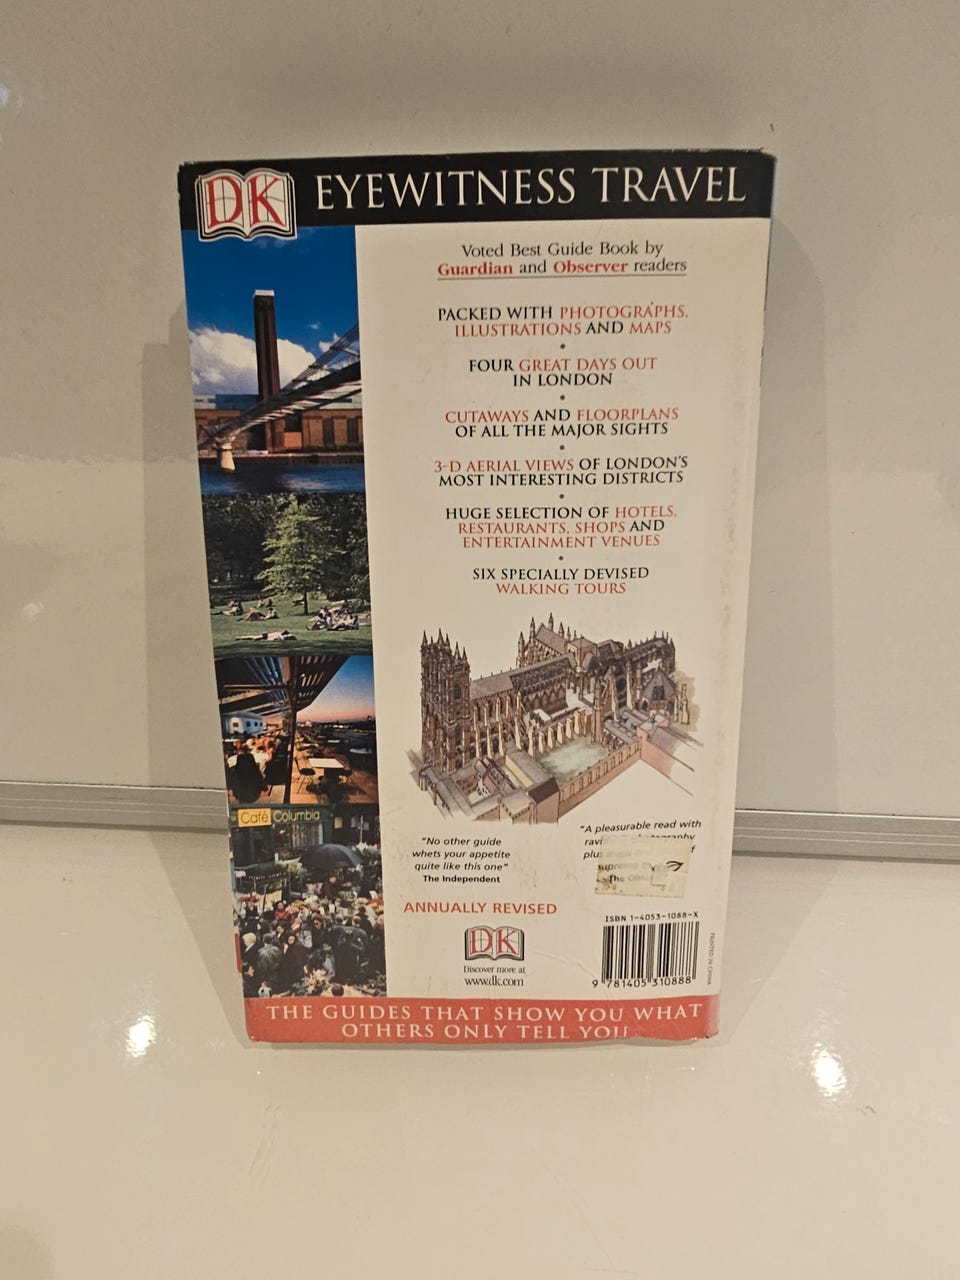 DK EYEWITNESS TRAVEL
Voted Best Guide Book by
Guardian and Observer readers
PACKED WITH PHOTOGRAPHS,
ILLUSTRATIONS AND MAPS
•
FOUR GREAT DAYS OUT
IN LONDON
•
CUTAWAYS AND FLOORPLANS
OF ALL THE MAJOR SIGHTS
•
3-D AERIAL VIEWS OF LONDON'S
MOST INTERESTING DISTRICTS
•
HUGE SELECTION OF HOTELS,
RESTAURANTS, SHOPS AND
ENTERTAINMENT VENUES
•
SIX SPECIALLY DEVISED
WALKING TOURS
Café Columbia
"No other guide
whets your appetite
quite like this one"
The Independent
"A pleasurable read with
plus
The
ANNUALLY REVISED
DK
Discover more at
www.dk.com
ISBN 1-4053-1088-X
9 781405 310888
PRINTED IN CHINA
THE GUIDES THAT SHOW YOU WHAT
OTHERS ONLY TELL YOU